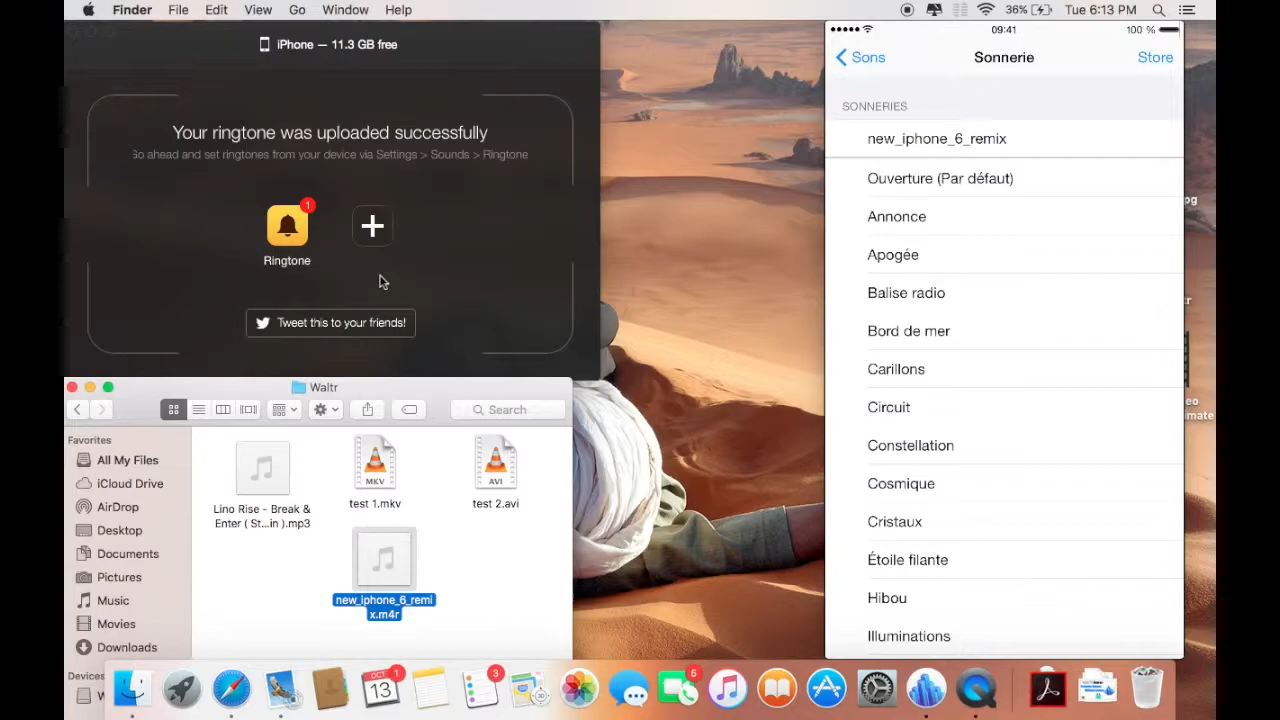 Finder File Edit View Go Window Help
36% Tue 6:13 PM
iPhone — 11.3 GB free
Your ringtone was uploaded successfully
Go ahead and set ringtones from your device via Settings > Sounds > Ringtone
1
Ringtone
Tweet this to your friends!
Waltr
Search
Favorites
All My Files
iCloud Drive
AirDrop
Desktop
Documents
Pictures
Music
Movies
Downloads
Devices
Lino Rise - Break &
Enter ( St...in ).mp3
MKV
test 1.mkv
AVI
test 2.avi
new_iphone_6_remi
x.m4r
09:41
100 %
Sons
Sonnerie
Store
SONNERIES
new_iphone_6_remix
Ouverture (Par défaut)
Annonce
Apogée
Balise radio
Bord de mer
Carillons
Circuit
Constellation
Cosmique
Cristaux
Étoile filante
Hibou
Illuminations
OCT
13
1
3
5